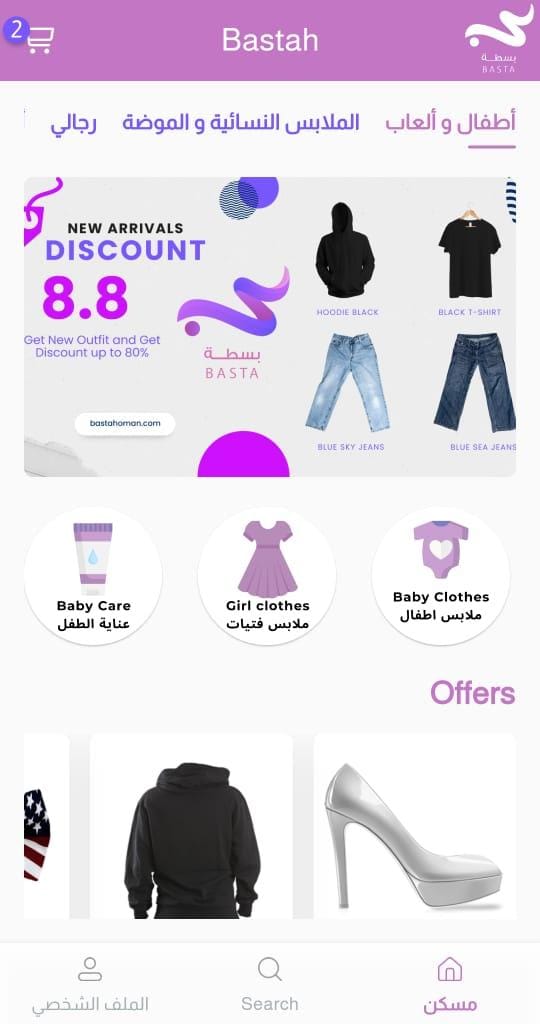 2
Bastah
بسطة
BASTA
أطفال و ألعاب
الملابس النسائية و الموضة
رجالي
NEW ARRIVALS
DISCOUNT
8.8
Get New Outfit and Get
Discount up to 80%
bastahoman.com
بسطة
BASTA
HOODIE BLACK
BLACK T-SHIRT
BLUE SKY JEANS
BLUE SEA JEANS
Baby Care
عناية الطفل
Girl clothes
ملابس فتيات
Baby Clothes
ملابس اطفال
Offers
الملف الشخصي
Search
مسكن